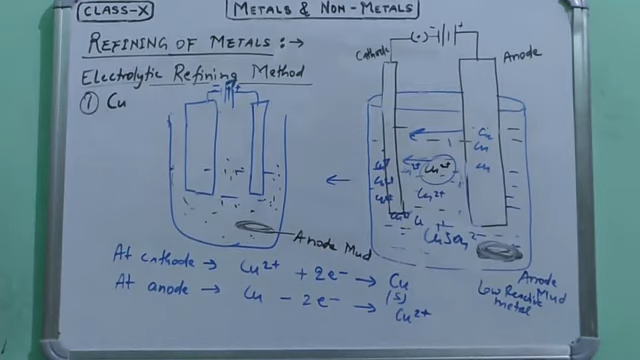 CLASS-X
METALS & NON-METALS
REFINING OF METALS :→
Electrolytic Refining Method
① Cu
Cathode
Anode
Cu
Cu
Cu
Cu²⁺
Cu²⁺
CuSO₄
Anode Mud
Anode Mud
Low Reactive metal
At cathode → Cu²⁺ + 2e⁻ → Cu (s)
At anode → Cu − 2e⁻ → Cu²⁺